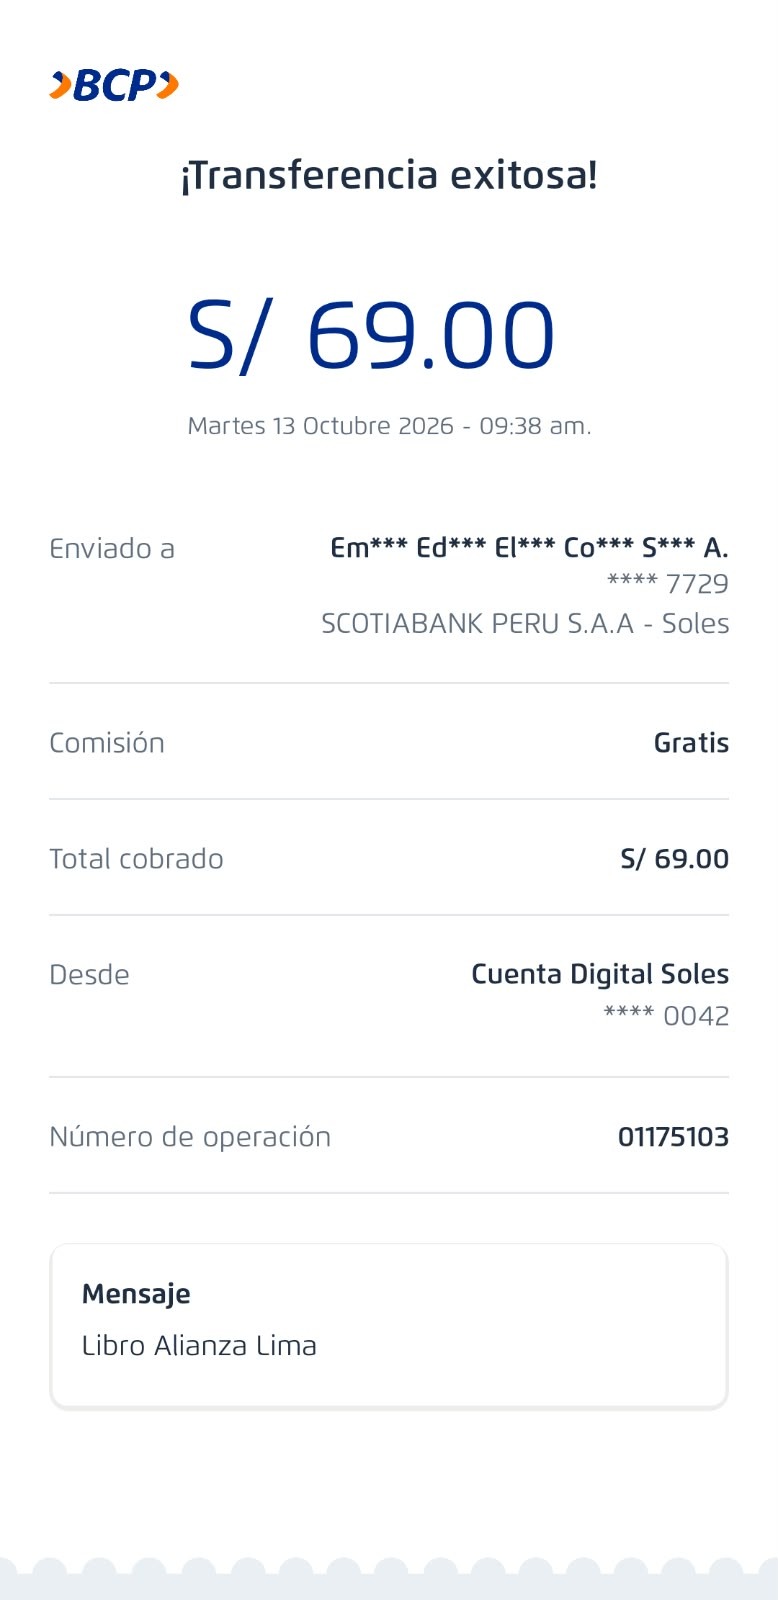 BCP
¡Transferencia exitosa!
S/ 69.00
Martes 13 Octubre 2026 - 09:38 am.
Enviado a
Em*** Ed*** El*** Co*** S*** A.
**** 7729
SCOTIABANK PERU S.A.A - Soles
Comisión
Gratis
Total cobrado
S/ 69.00
Desde
Cuenta Digital Soles
**** 0042
Número de operación
01175103
Mensaje
Libro Alianza Lima